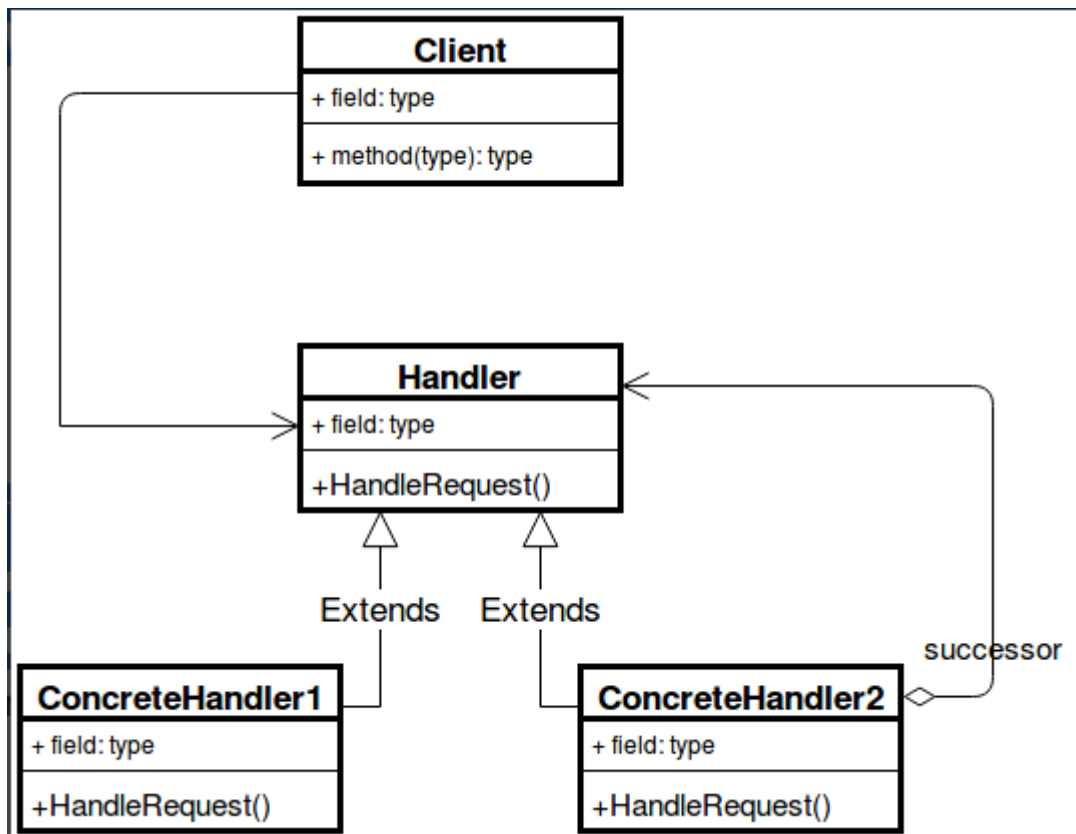 Client
+ field: type
+ method(type): type
Handler
+ field: type
+HandleRequest()
Extends
Extends
successor
ConcreteHandler1
+ field: type
+HandleRequest()
ConcreteHandler2
+ field: type
+HandleRequest()